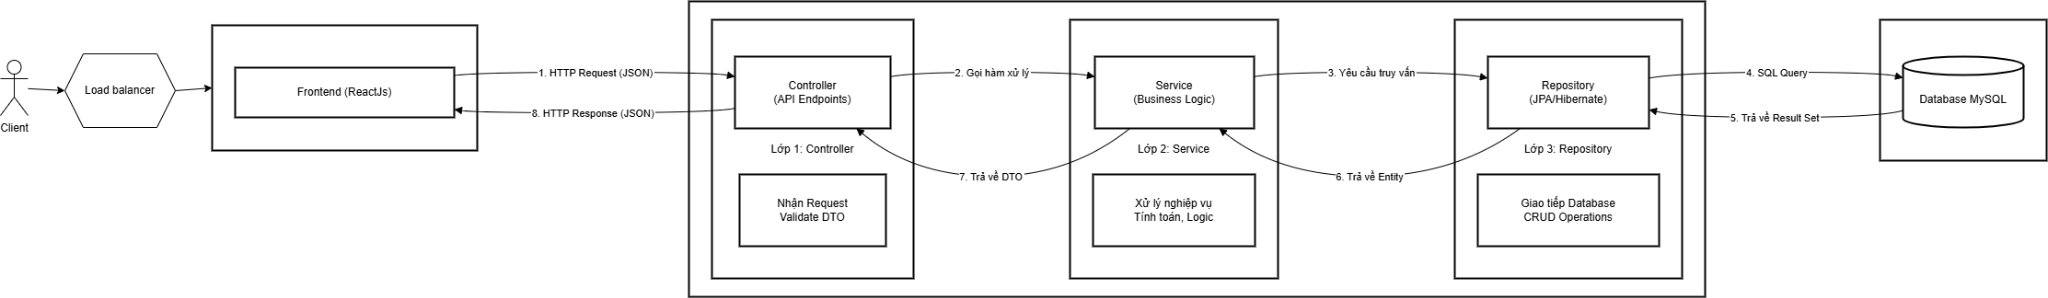 Client
Load balancer
Frontend (ReactJs)
1. HTTP Request (JSON)
8. HTTP Response (JSON)
Controller
(API Endpoints)
Lớp 1: Controller
Nhận Request
Validate DTO
2. Gọi hàm xử lý
7. Trả về DTO
Service
(Business Logic)
Lớp 2: Service
Xử lý nghiệp vụ
Tính toán, Logic
3. Yêu cầu truy vấn
6. Trả về Entity
Repository
(JPA/Hibernate)
Lớp 3: Repository
Giao tiếp Database
CRUD Operations
4. SQL Query
5. Trả về Result Set
Database MySQL